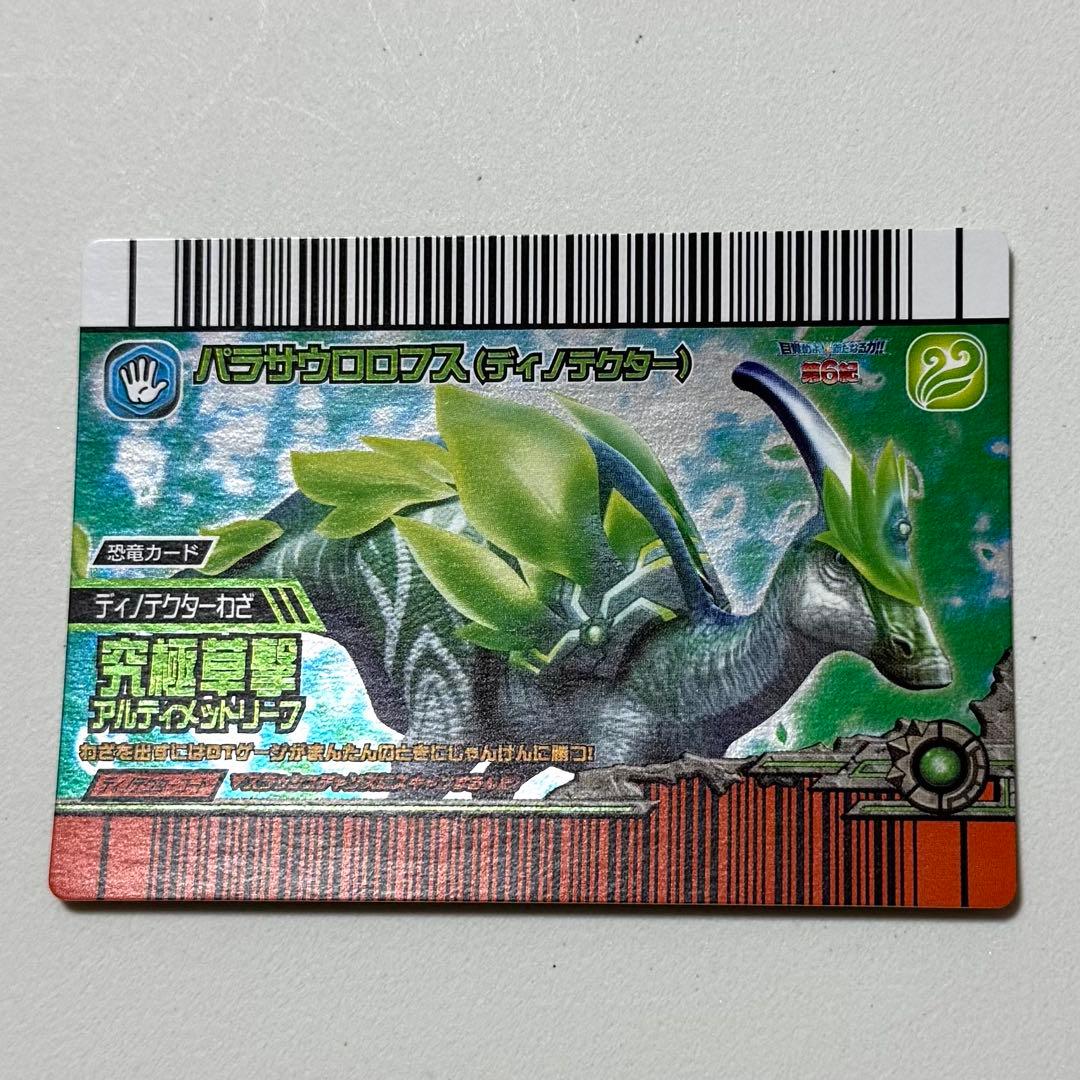 パラサウロロフス(ディノテクター)
目覚めよ!!新たなる力!!
第6紀
恐竜カード
ディノテクターわざ
究極草撃
アルティメットリーフ
わざを出すにはDTゲージがまんたんのときにじゃんけんに勝つ!